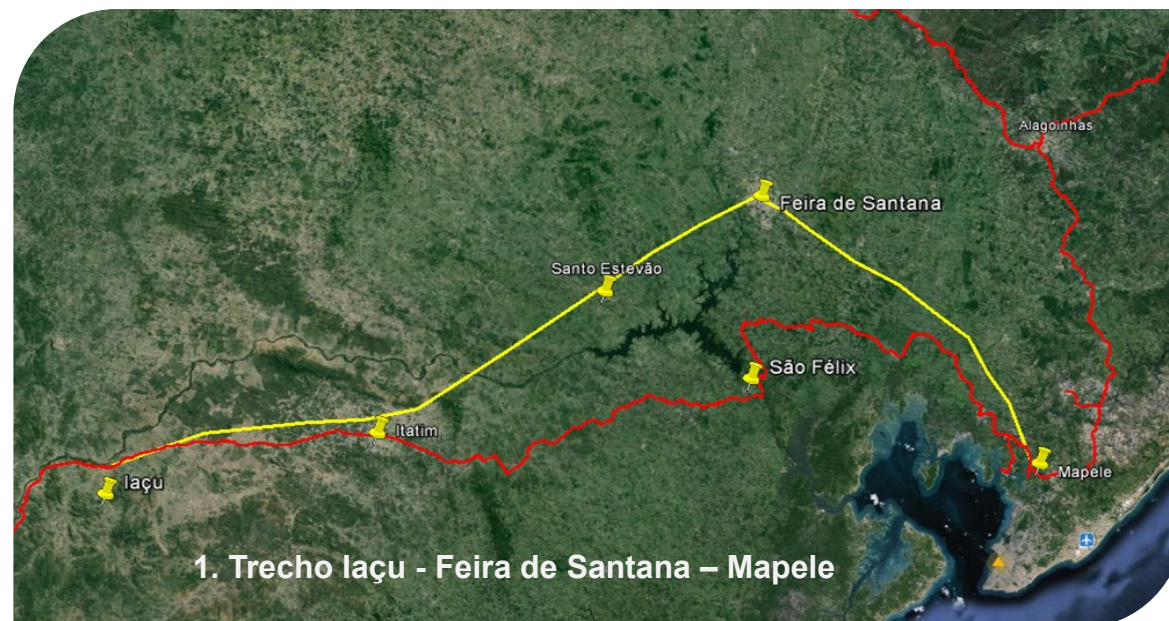 Alagoinhas
Feira de Santana
Santo Estevão
São Félix
Itatim
Mapele
Iaçu
1. Trecho Iaçu - Feira de Santana – Mapele